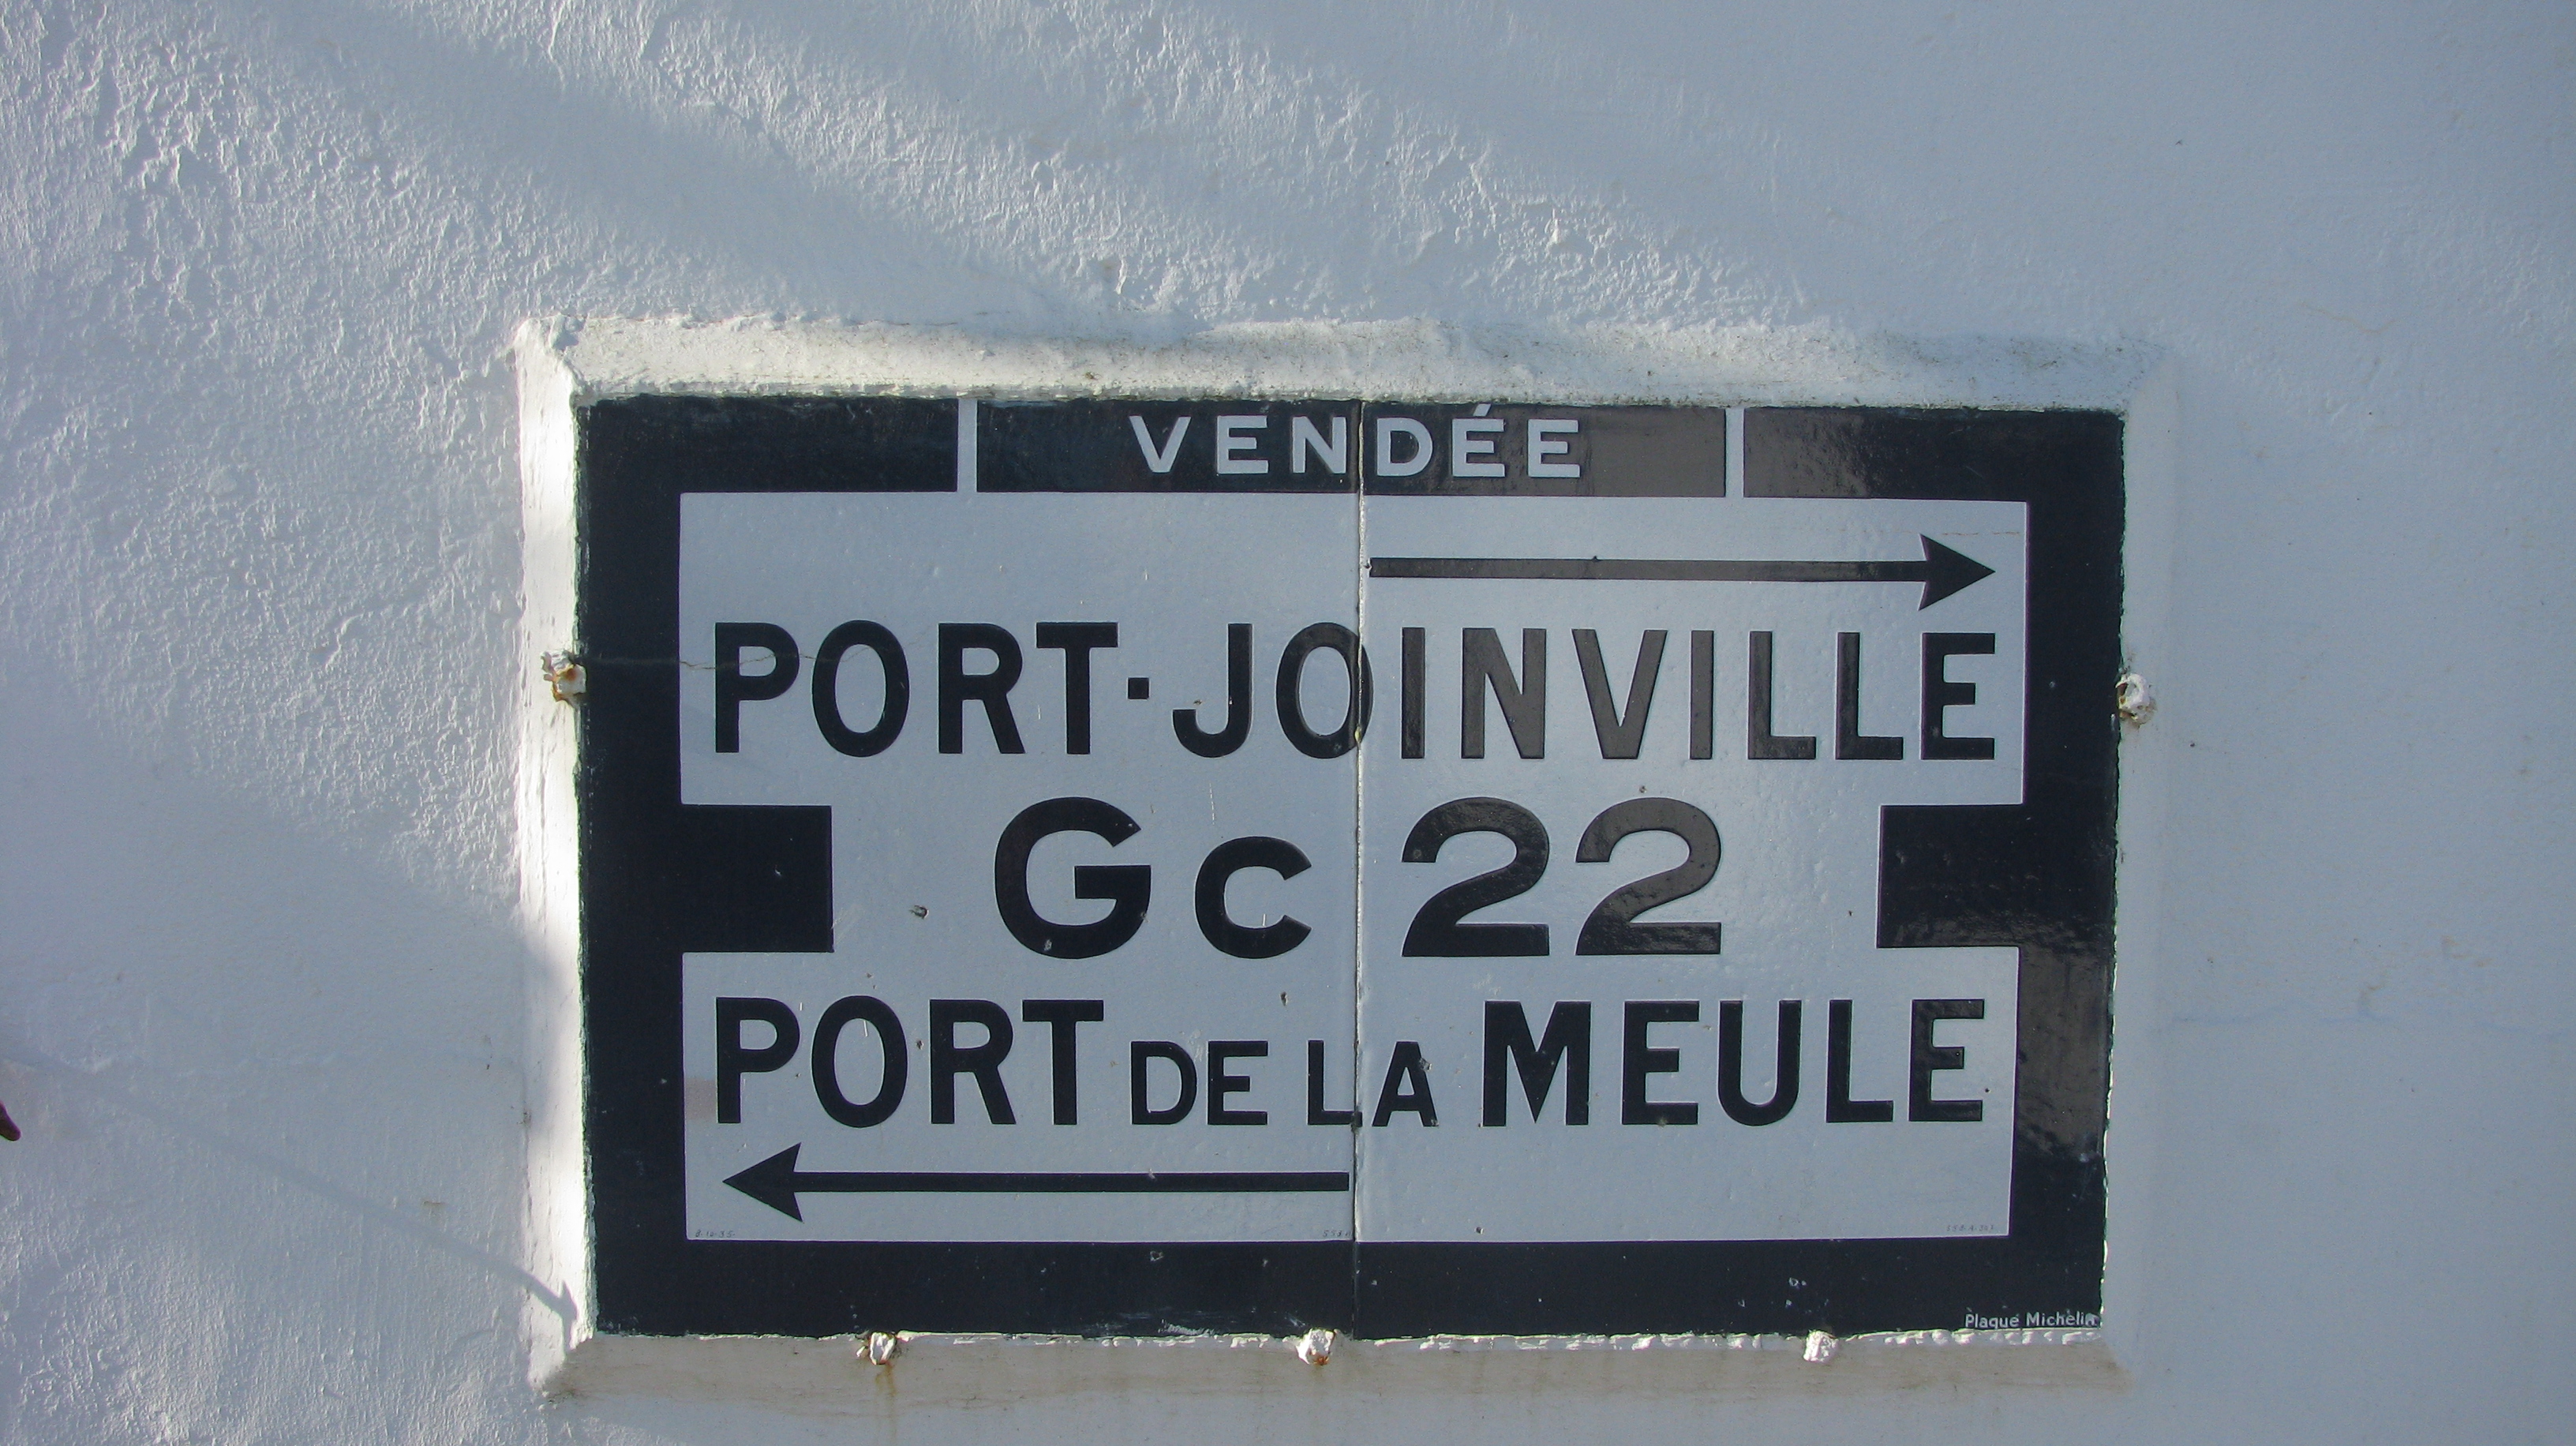 VENDÉE
PORT-JOINVILLE
Gc 22
PORT DE LA MEULE
Plaque Michelin